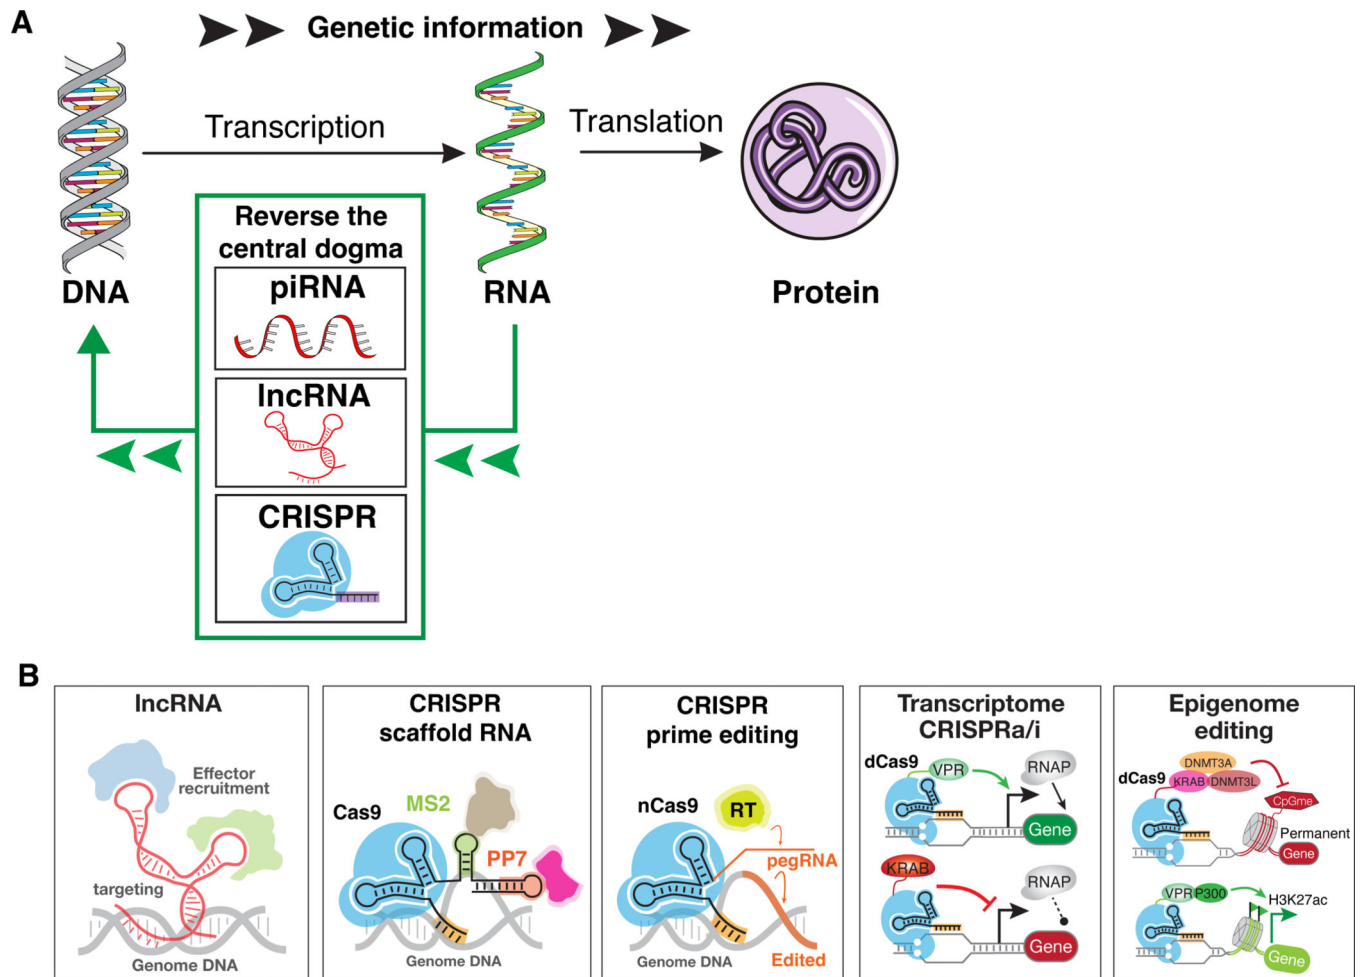 A
Genetic information
Transcription
Translation
Reverse the
central dogma
DNA
piRNA
RNA
Protein
lncRNA
CRISPR
B
lncRNA
Effector
recruitment
targeting
Genome DNA
CRISPR
scaffold RNA
Cas9
MS2
PP7
Genome DNA
CRISPR
prime editing
nCas9
RT
pegRNA
Genome DNA
Edited
Transcriptome
CRISPRa/i
dCas9
VPR
RNAP
Gene
KRAB
RNAP
Gene
Epigenome
editing
dCas9
DNMT3A
KRAB
DNMT3L
CpGme
Permanent
Gene
VPR
P300
H3K27ac
Gene